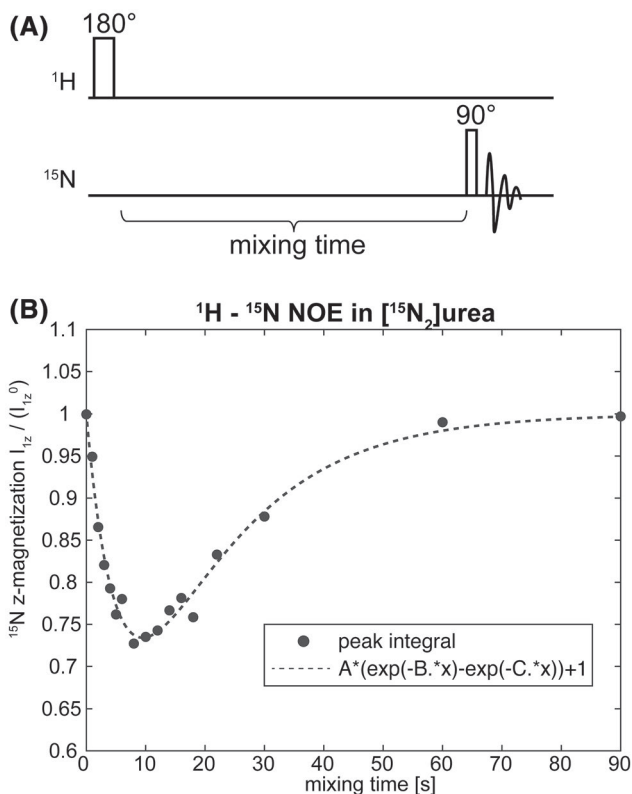 (A)
180°
¹H
90°
¹⁵N
mixing time
(B)
¹H - ¹⁵N NOE in [¹⁵N₂]urea
¹⁵N z-magnetization I₁z / (I₁z⁰)
1.1
1.05
1
0.95
0.9
0.85
0.8
0.75
0.7
0.65
0.6
peak integral
A*(exp(-B.*x)-exp(-C.*x))+1
0 10 20 30 40 50 60 70 80 90
mixing time [s]